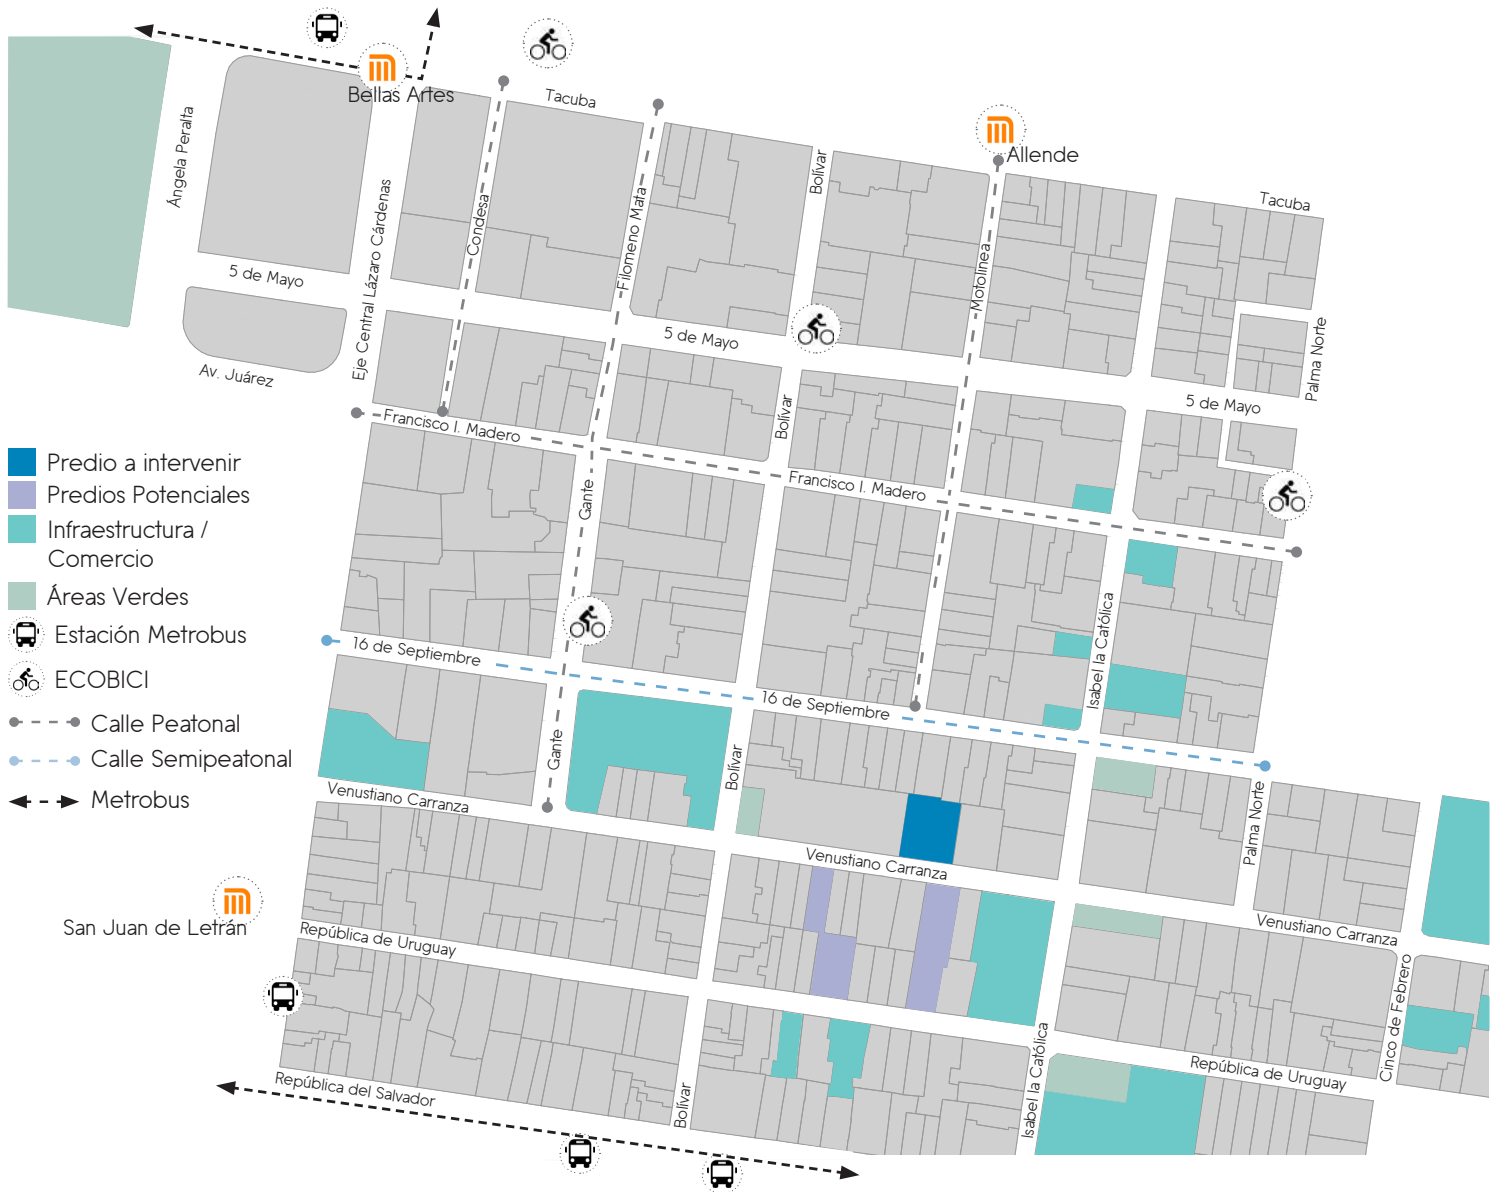 Bellas Artes
Tacuba
Allende
Tacuba
Ángela Peralta
Eje Central Lázaro Cárdenas
Condesa
Filomeno Mata
Bolívar
Motolinea
Palma Norte
5 de Mayo
5 de Mayo
5 de Mayo
Av. Juárez
Bolívar
Francisco I. Madero
Francisco I. Madero
Gante
Predio a intervenir
Predios Potenciales
Infraestructura /
Comercio
Áreas Verdes
Estación Metrobus
ECOBICI
Calle Peatonal
Calle Semipeatonal
Metrobus
16 de Septiembre
16 de Septiembre
Isabel la Católica
Gante
Bolívar
Palma Norte
Venustiano Carranza
Venustiano Carranza
Venustiano Carranza
San Juan de Letrán
República de Uruguay
Cinco de Febrero
República de Uruguay
Isabel la Católica
República del Salvador
Bolívar